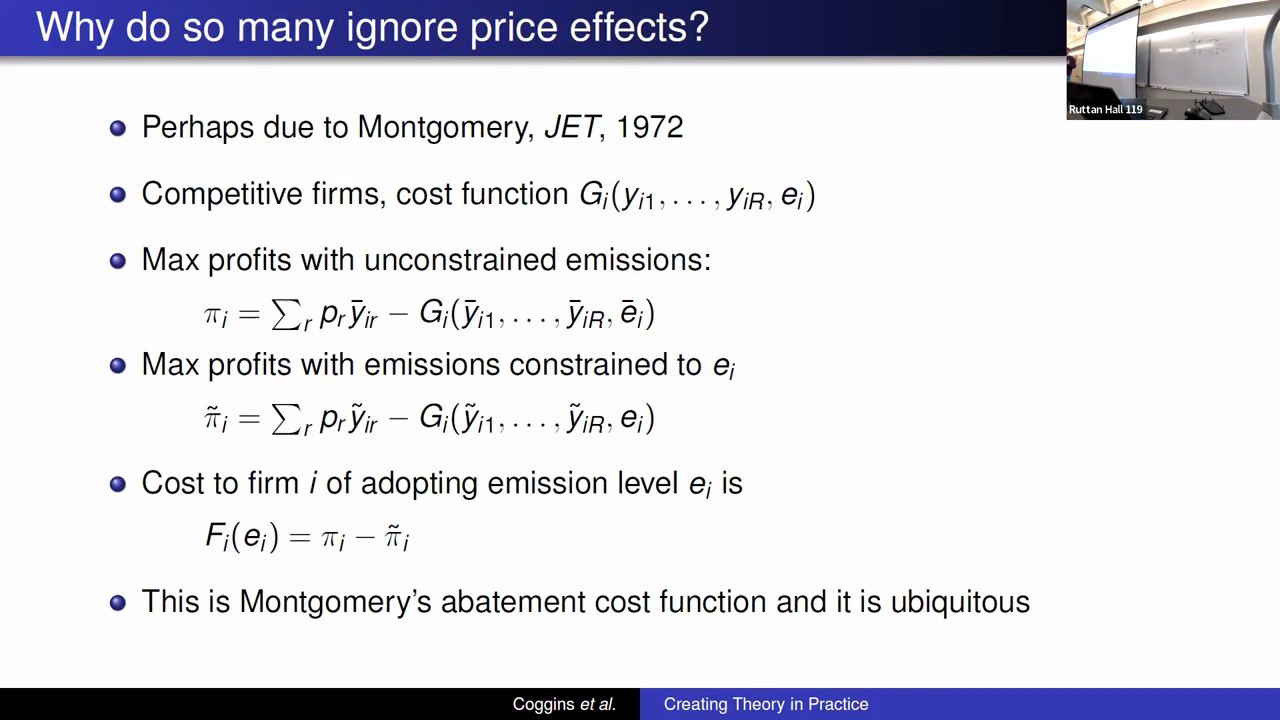 Why do so many ignore price effects?
Ruttan Hall 119
Perhaps due to Montgomery, JET, 1972
Competitive firms, cost function Gᵢ(yᵢ₁, . . . , yᵢR, eᵢ)
Max profits with unconstrained emissions:
πᵢ = ∑ᵣ pᵣȳᵢᵣ − Gᵢ(ȳᵢ₁, . . . , ȳᵢR, ēᵢ)
Max profits with emissions constrained to eᵢ
π̃ᵢ = ∑ᵣ pᵣỹᵢᵣ − Gᵢ(ỹᵢ₁, . . . , ỹᵢR, eᵢ)
Cost to firm i of adopting emission level eᵢ is
Fᵢ(eᵢ) = πᵢ − π̃ᵢ
This is Montgomery's abatement cost function and it is ubiquitous
Coggins et al. Creating Theory in Practice